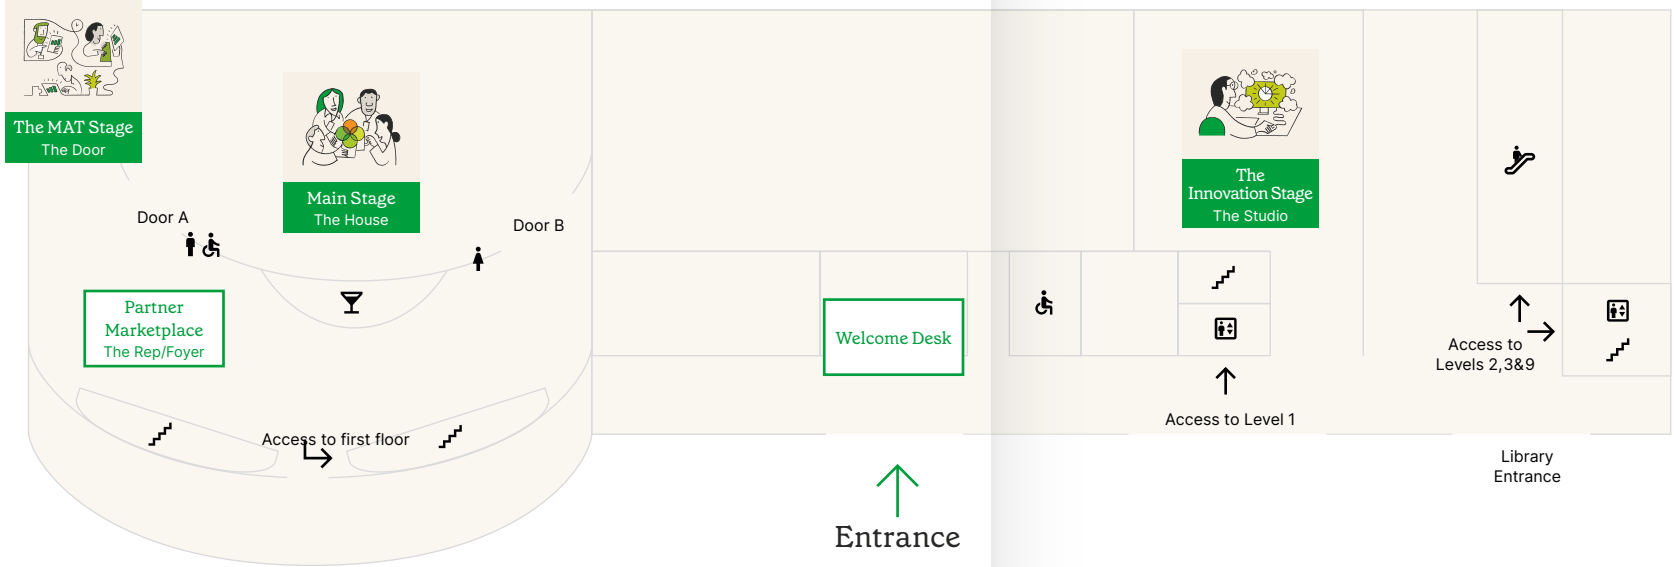 The MAT Stage
The Door
Main Stage
The House
Door A
Door B
Partner
Marketplace
The Rep/Foyer
Access to first floor
Welcome Desk
Entrance
The
Innovation Stage
The Studio
Access to Level 1
Access to
Levels 2,3&9
Library
Entrance